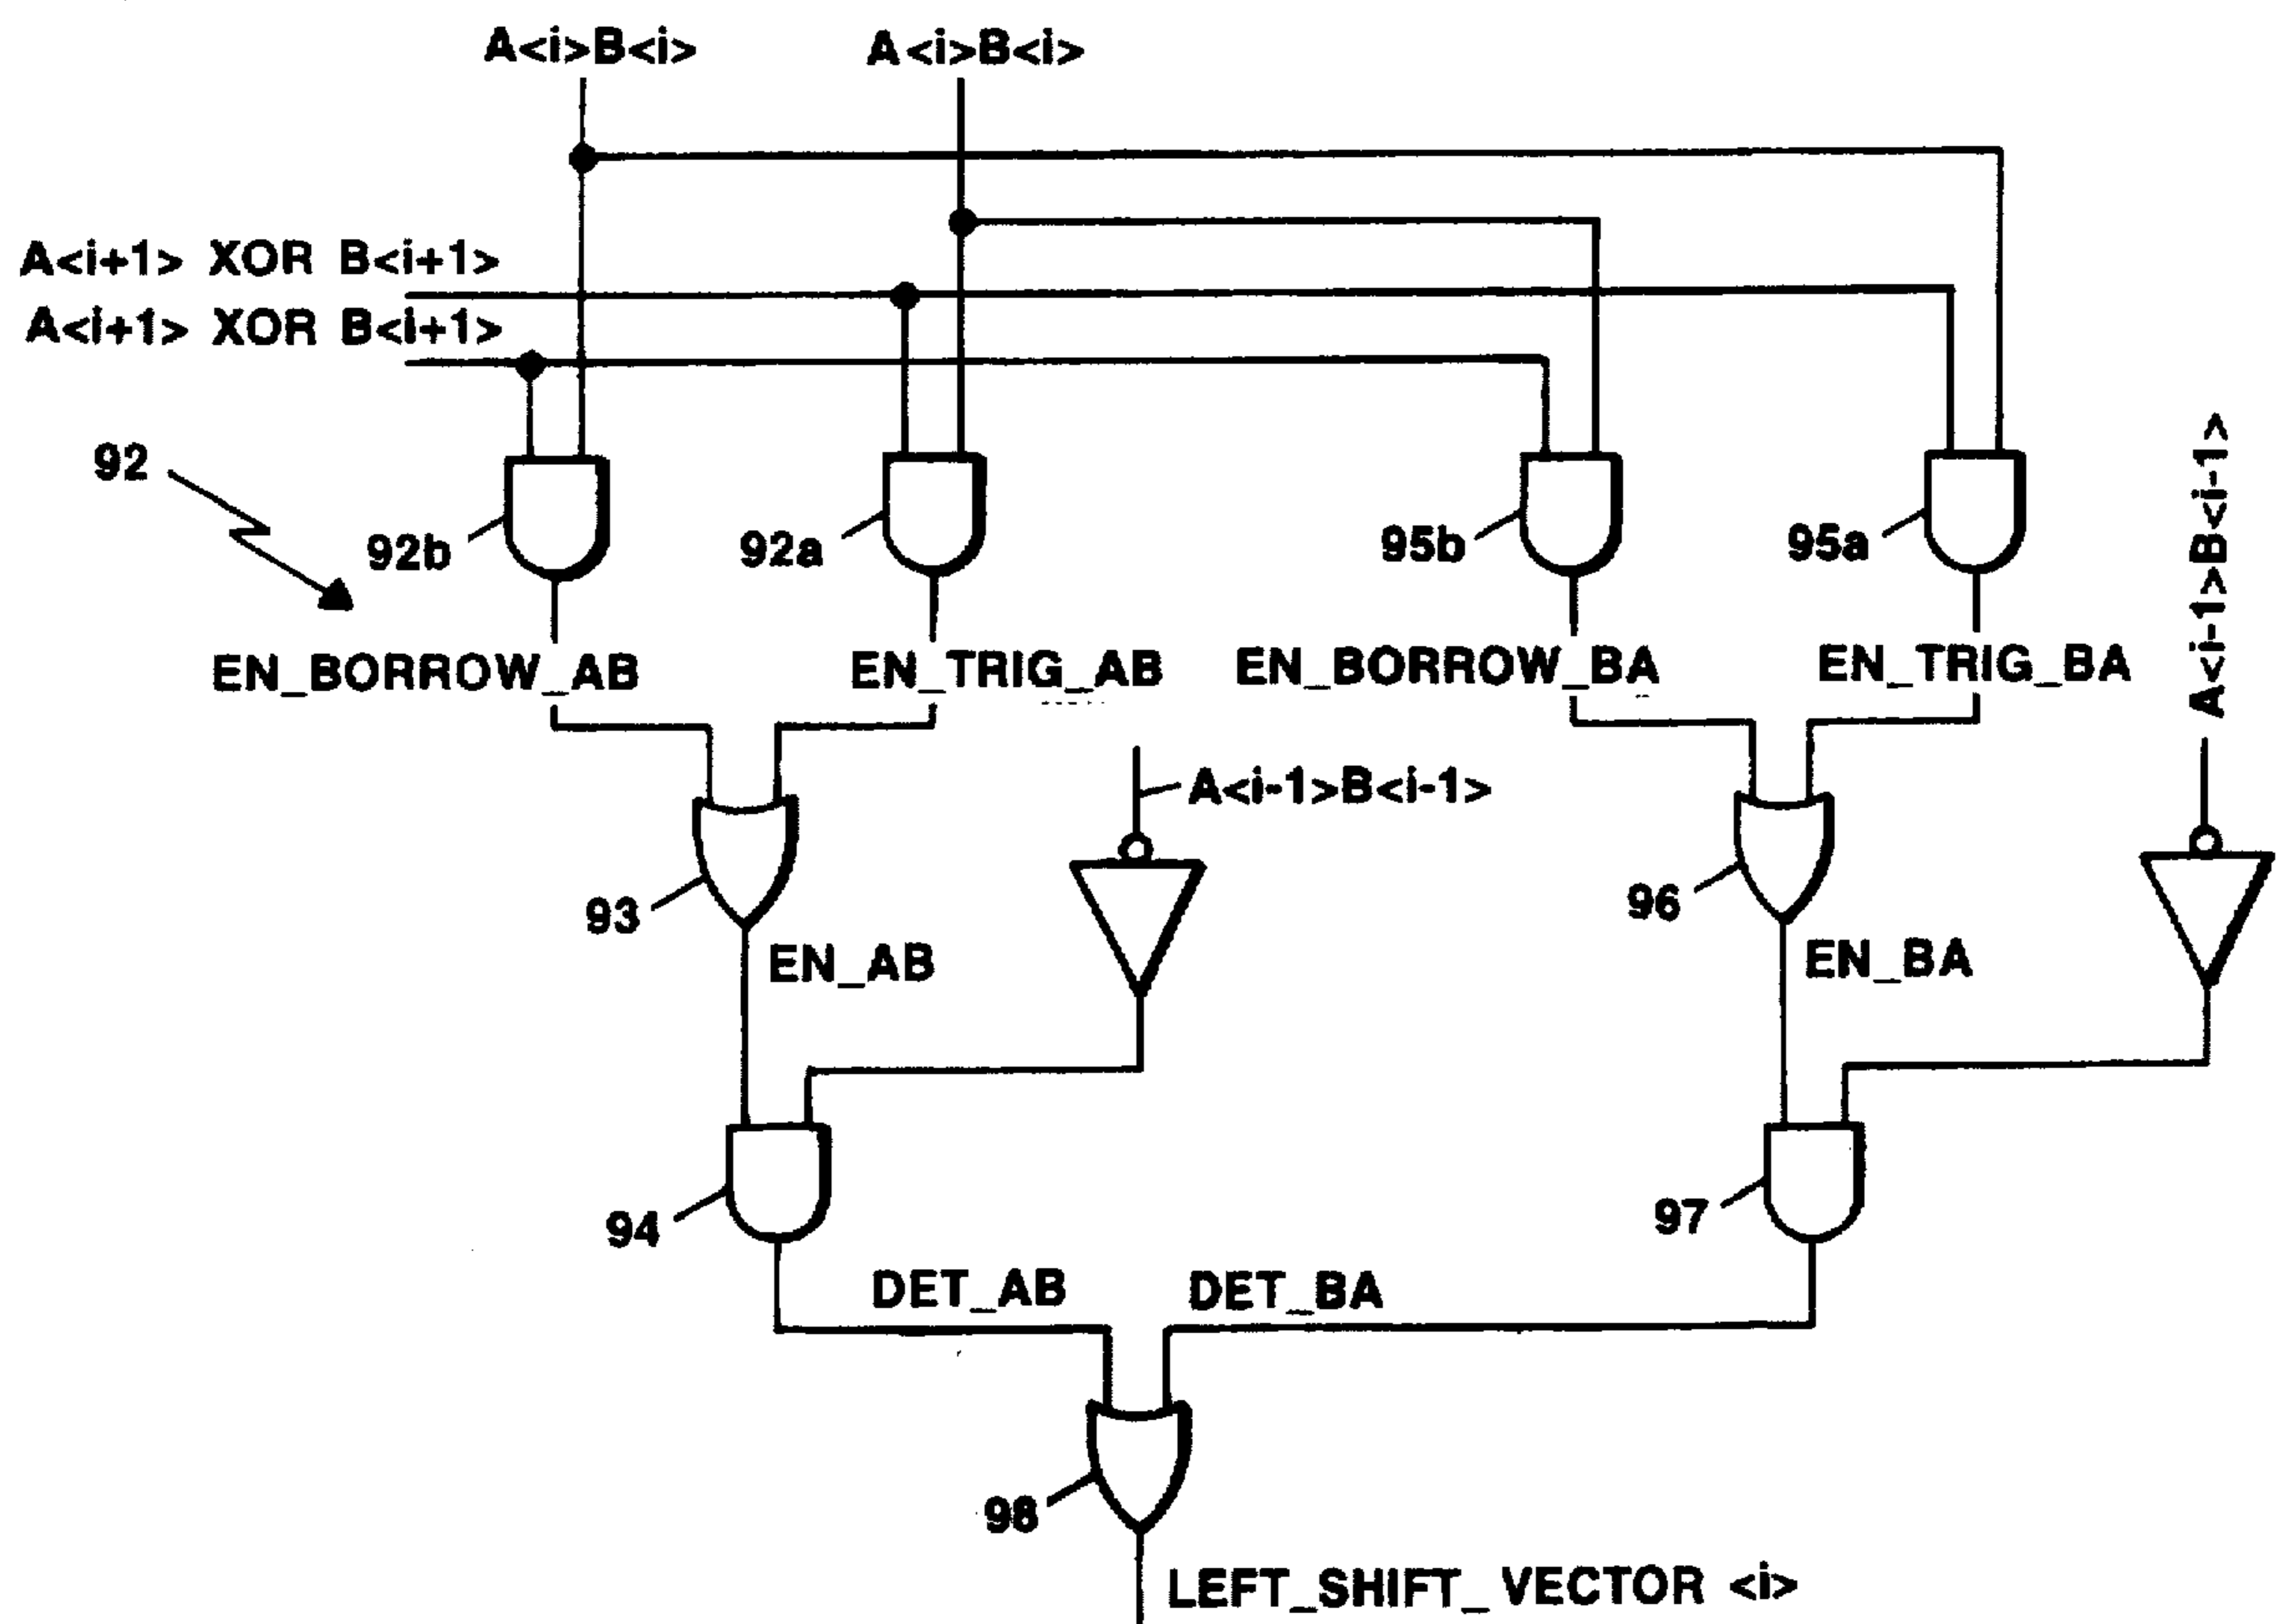 A<i>B<i>
A<i>B<i>
A<i+1> XOR B<i+1>
A<i+1> XOR B<i+1>
92
92b
92a
95b
95a
A<i-1>B<i-1>
EN_BORROW_AB
EN_TRIG_AB
EN_BORROW_BA
EN_TRIG_BA
A<i-1>B<i-1>
93
96
EN_AB
EN_BA
94
97
DET_AB
DET_BA
98
LEFT_SHIFT_VECTOR <i>